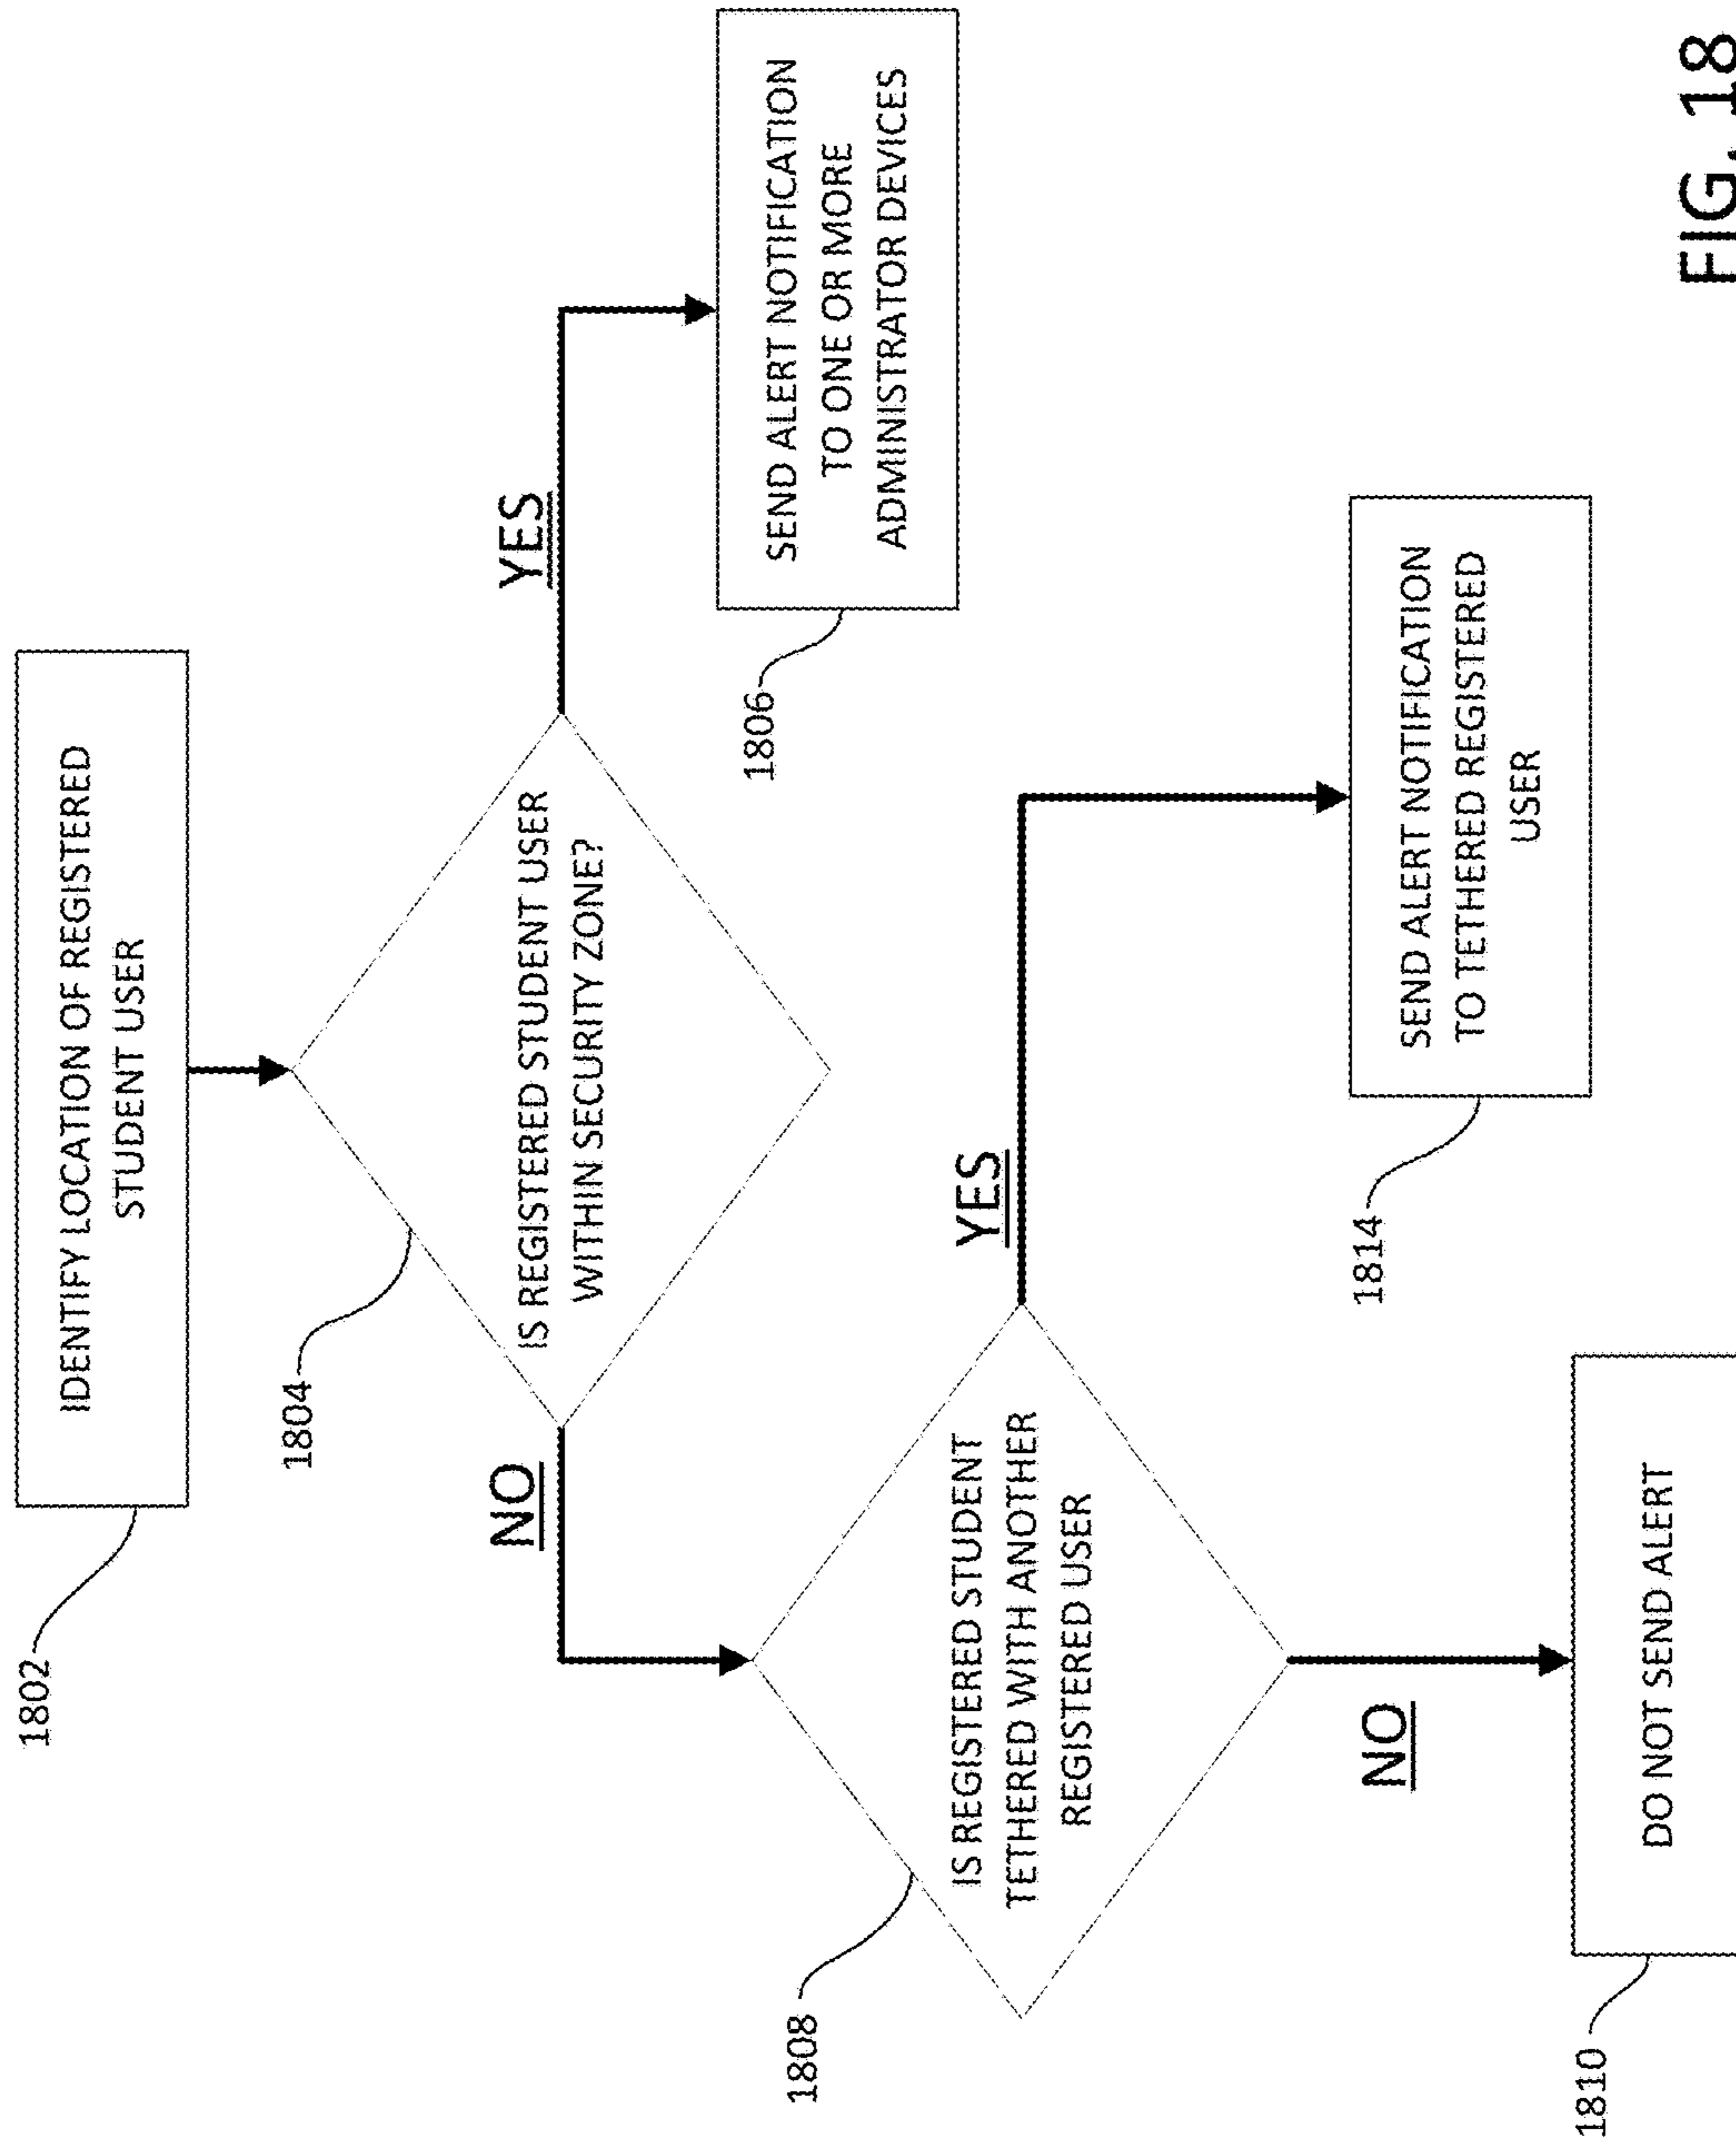 IDENTIFY LOCATION OF REGISTERED
STUDENT USER
1802
1804
IS REGISTERED STUDENT USER
WITHIN SECURITY ZONE?
NO
YES
1806
SEND ALERT NOTIFICATION
TO ONE OR MORE
ADMINISTRATOR DEVICES
1808
IS REGISTERED STUDENT
TETHERED WITH ANOTHER
REGISTERED USER
YES
1814
SEND ALERT NOTIFICATION
TO TETHERED REGISTERED
USER
NO
1810
DO NOT SEND ALERT
FIG. 18